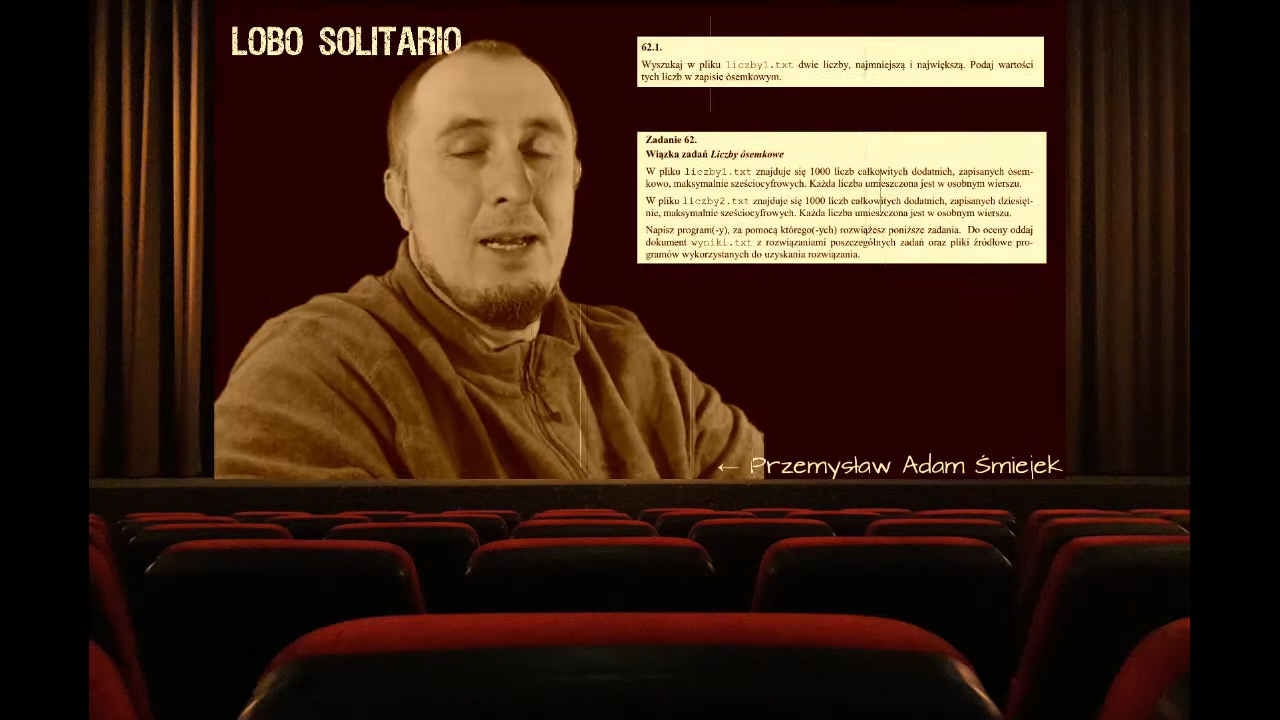 LOBO SOLITARIO
62.1.
Wyszukaj w pliku liczby1.txt dwie liczby, najmniejszą i największą. Podaj wartości
tych liczb w zapisie ósemkowym.
Zadanie 62.
Wiązka zadań Liczby ósemkowe
W pliku liczby1.txt znajduje się 1000 liczb całkowitych dodatnich, zapisanych ósem-
kowo, maksymalnie sześciocyfrowych. Każda liczba umieszczona jest w osobnym wierszu.
W pliku liczby2.txt znajduje się 1000 liczb całkowitych dodatnich, zapisanych dziesięt-
nie, maksymalnie sześciocyfrowych. Każda liczba umieszczona jest w osobnym wierszu.
Napisz program(-y), za pomocą którego(-ych) rozwiążesz poniższe zadania. Do oceny oddaj
dokument wyniki.txt z rozwiązaniami poszczególnych zadań oraz pliki źródłowe pro-
gramów wykorzystanych do uzyskania rozwiązania.
← Przemysław Adam Śmiejek